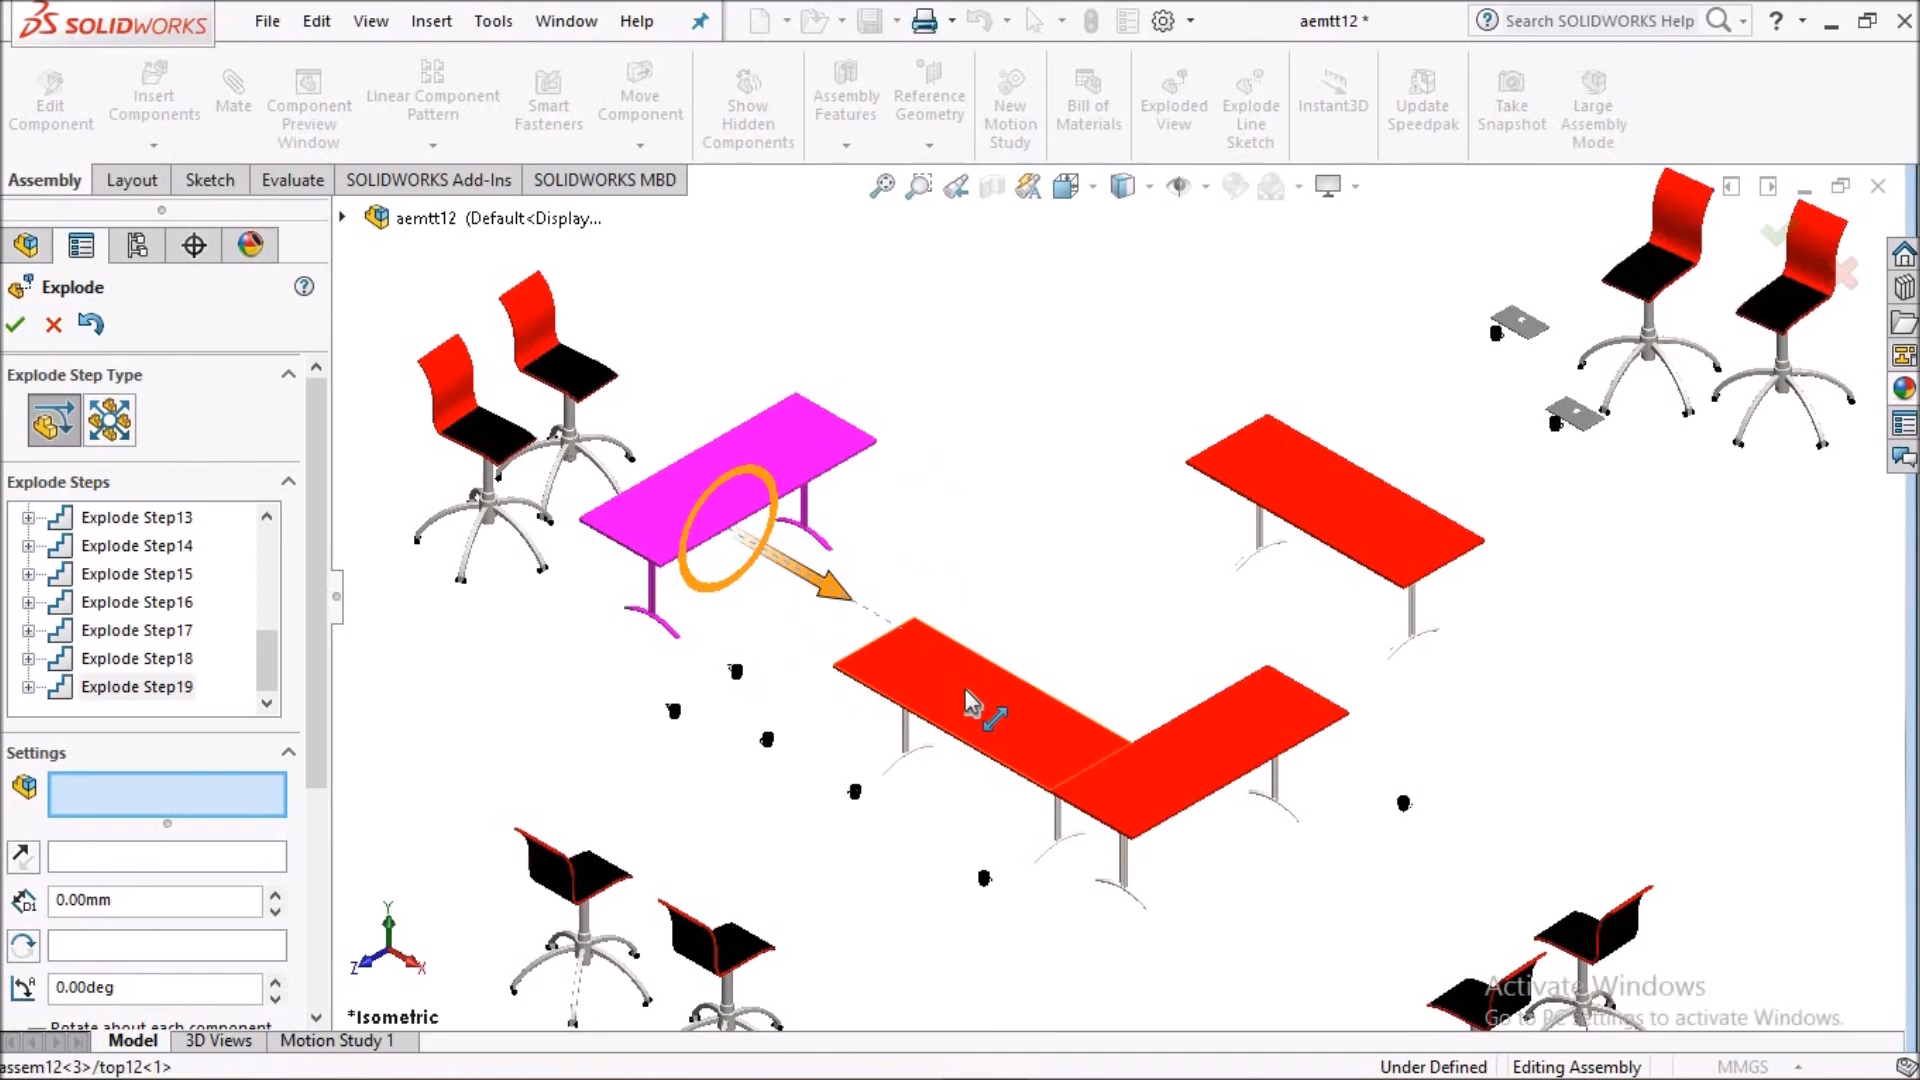 SOLIDWORKS File Edit View Insert Tools Window Help aemtt12 * Search SOLIDWORKS Help ?
Edit Component
Insert Components
Mate
Component Preview Window
Linear Component Pattern
Smart Fasteners
Move Component
Show Hidden Components
Assembly Features
Reference Geometry
New Motion Study
Bill of Materials
Exploded View
Explode Line Sketch
Instant3D
Update Speedpak
Take Snapshot
Large Assembly Mode
Assembly Layout Sketch Evaluate SOLIDWORKS Add-Ins SOLIDWORKS MBD
aemtt12 (Default<Display...
Explode
Explode Step Type
Explode Steps
Explode Step13
Explode Step14
Explode Step15
Explode Step16
Explode Step17
Explode Step18
Explode Step19
Settings
0.00mm
0.00deg
Rotate about each component
Y
Z X
*Isometric
Activate Windows
Go to PC settings to activate Windows.
Model 3D Views Motion Study 1
assem12<3>/top12<1> Under Defined Editing Assembly MMGS